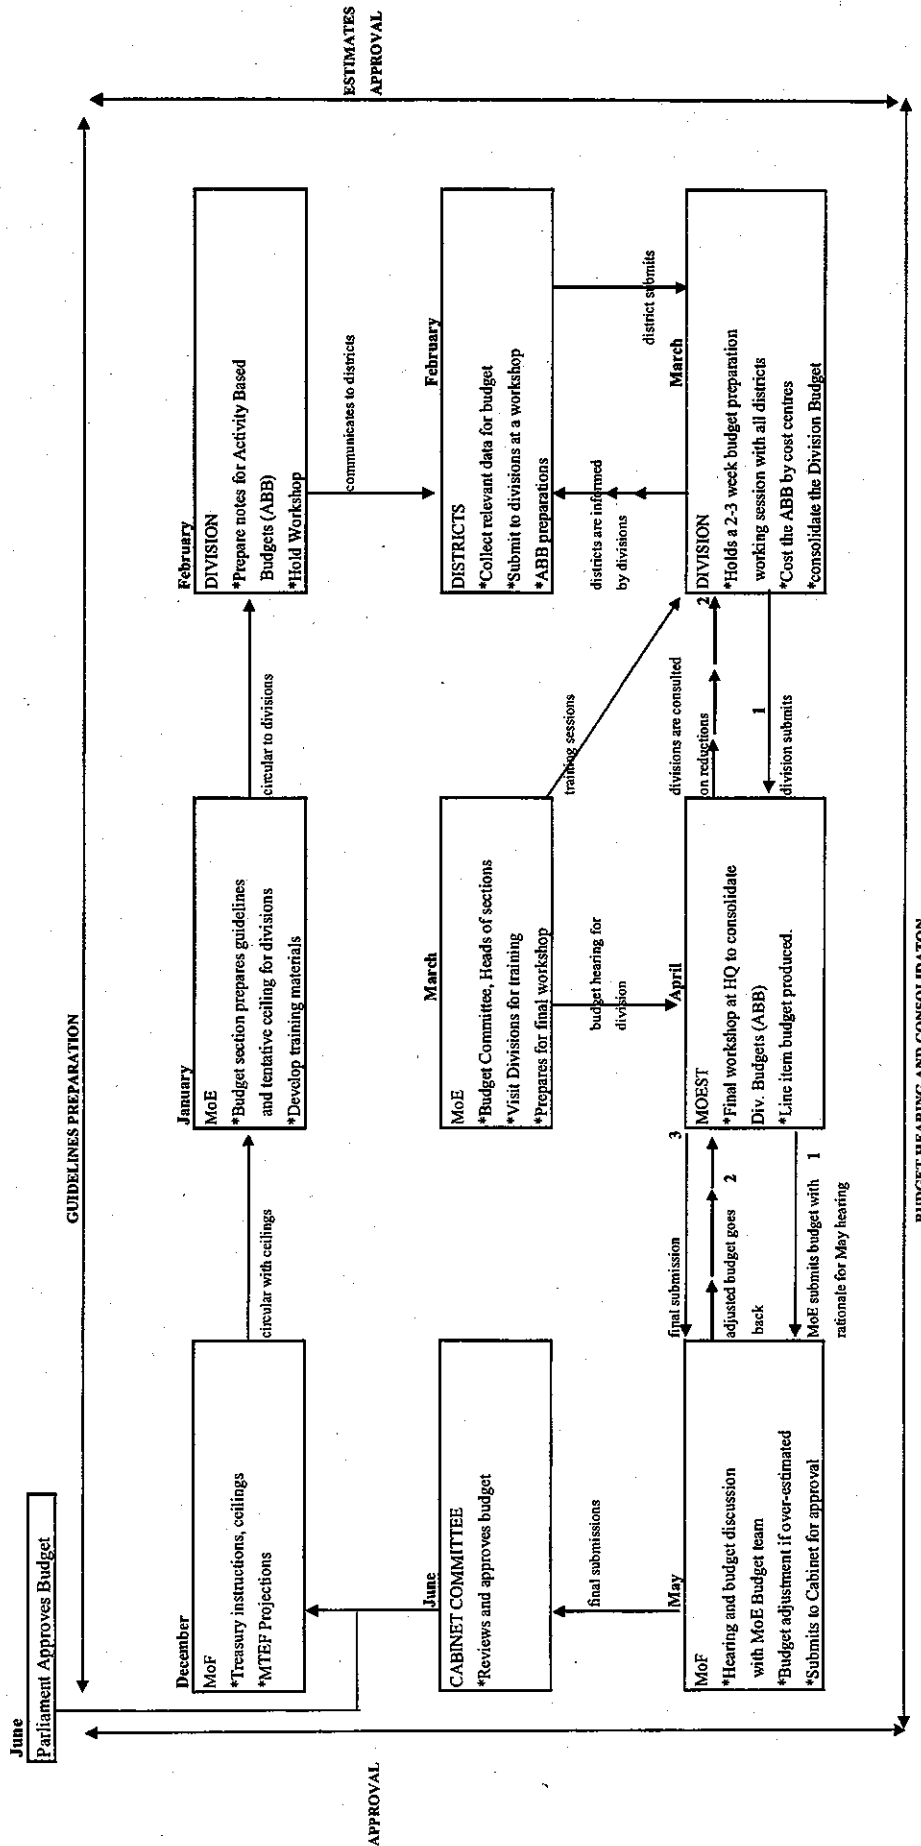 June
Parliament Approves Budget
GUIDELINES PREPARATION
December
MoF
*Treasury instructions, ceilings
*MTEF Projections
circular with ceilings
January
MoE
*Budget section prepares guidelines
and tentative ceiling for divisions
*Develop training materials
circular to divisions
February
DIVISION
*Prepare notes for Activity Based
Budgets (ABB)
*Hold Workshop
communicates to districts
ESTIMATES
APPROVAL
APPROVAL
June
CABINET COMMITTEE
*Reviews and approves budget
final submissions
March
MoE
*Budget Committee, Heads of sections
*Visit Divisions for training
*Prepares for final workshop
training sessions
budget hearing for
division
February
DISTRICTS
*Collect relevant data for budget
*Submit to divisions at a workshop
*ABB preparations
districts are informed
by divisions
district submits
May
MoF
*Hearing and budget discussion
with MoE Budget team
*Budget adjustment if over-estimated
*Submits to Cabinet for approval
final submission
3
adjusted budget goes
2
back
MoE submits budget with
1
rationale for May hearing
April
MOEST
*Final workshop at HQ to consolidate
Div. Budgets (ABB)
*Line item budget produced.
divisions are consulted
on reductions
2
1
division submits
March
DIVISION
*Holds a 2-3 week budget preparation
working session with all districts
*Cost the ABB by cost centres
*consolidate the Division Budget
BUDGET HEARING AND CONSOLIDATON